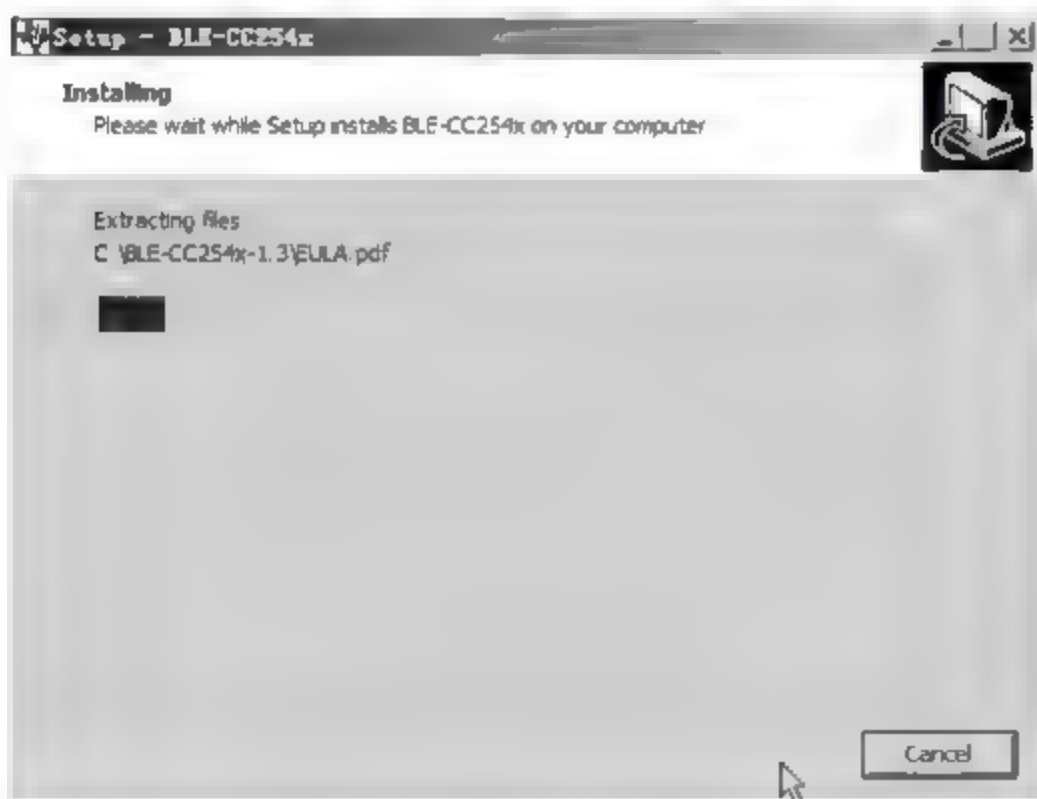 Setup - BLE-CC254x
Installing
Please wait while Setup installs BLE-CC254x on your computer
Extracting files
C \BLE-CC254x-1.3\EULA.pdf
Cancel